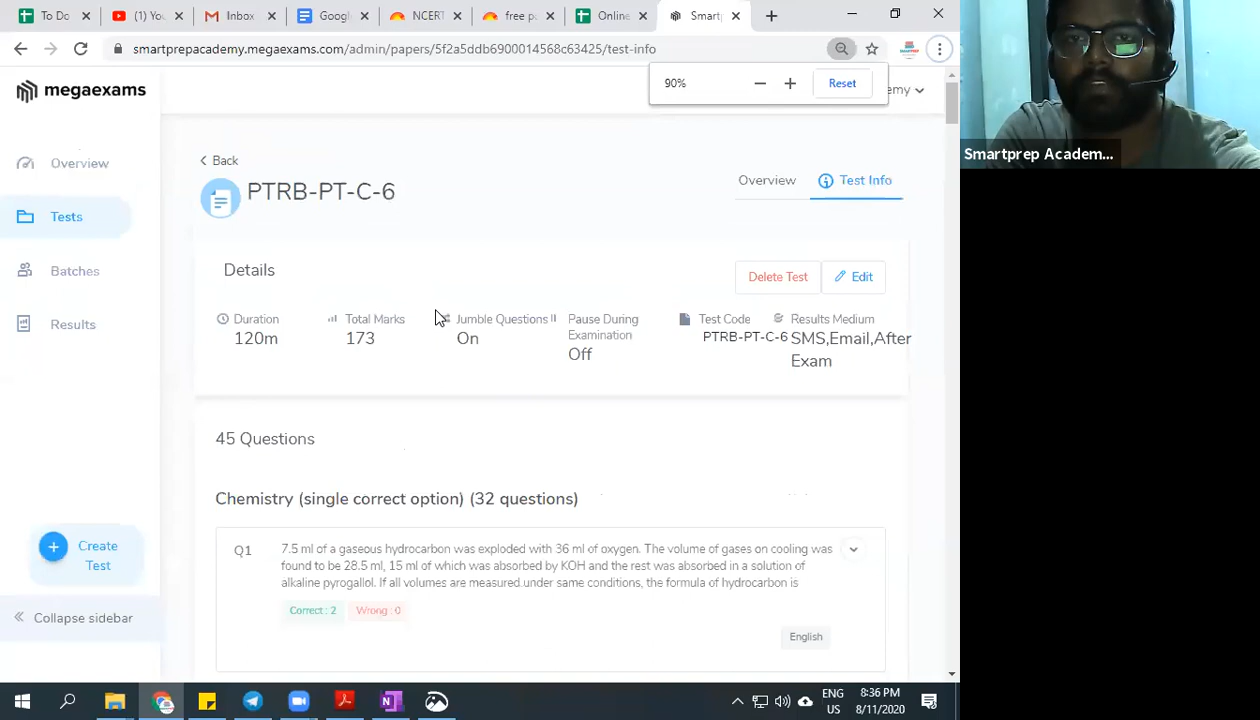 To Do
(1) You
Inbox
Google
NCERT
free p
Online
Smart
smartprepacademy.megaexams.com/admin/papers/5f2a5ddb6900014568c63425/test-info
90%
Reset
megaexams
emy
Overview
Tests
Batches
Results
Create
Test
Collapse sidebar
Back
PTRB-PT-C-6
Overview
Test Info
Details
Delete Test
Edit
Duration
120m
Total Marks
173
Jumble Questions
On
Pause During
Examination
Off
Test Code
PTRB-PT-C-6
Results Medium
SMS,Email,After
Exam
45 Questions
Chemistry (single correct option) (32 questions)
Q1
7.5 ml of a gaseous hydrocarbon was exploded with 36 ml of oxygen. The volume of gases on cooling was
found to be 28.5 ml, 15 ml of which was absorbed by KOH and the rest was absorbed in a solution of
alkaline pyrogallol. If all volumes are measured under same conditions, the formula of hydrocarbon is
Correct : 2
Wrong : 0
English
Smartprep Academ...
ENG
US
8:36 PM
8/11/2020